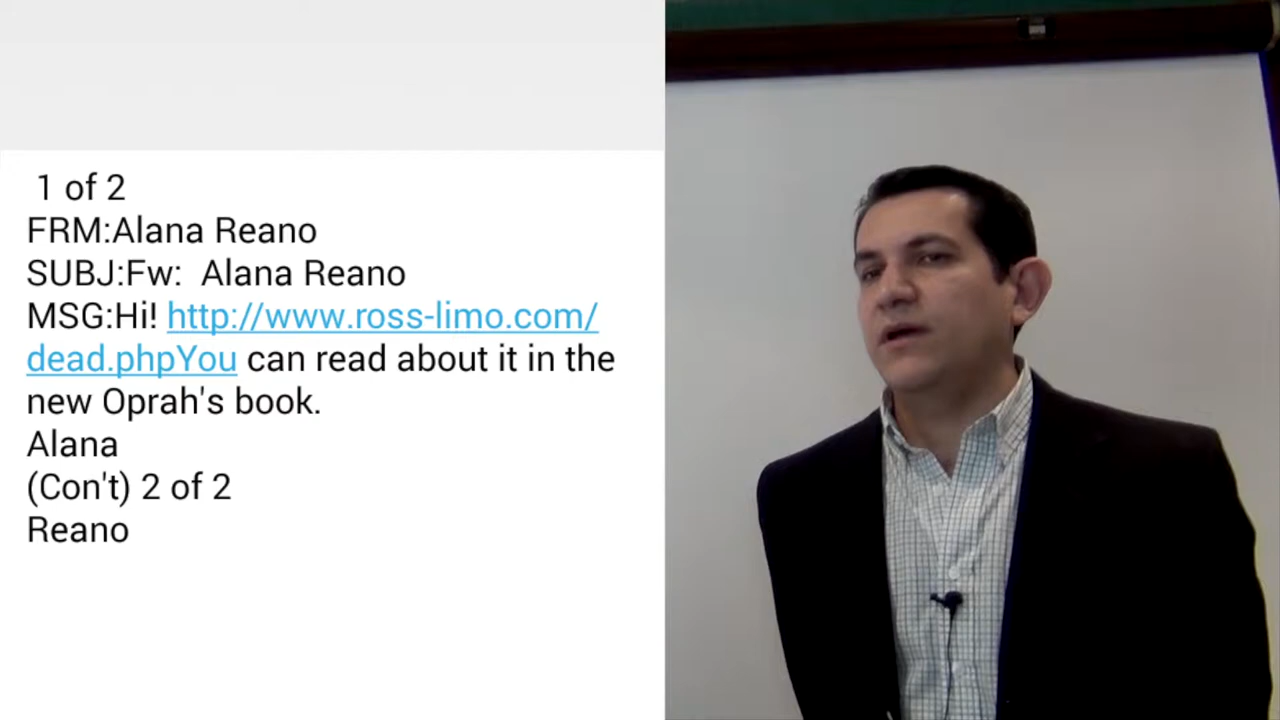 1 of 2
FRM:Alana Reano
SUBJ:Fw:  Alana Reano
MSG:Hi! http://www.ross-limo.com/
dead.phpYou can read about it in the
new Oprah's book.
Alana
(Con't) 2 of 2
Reano